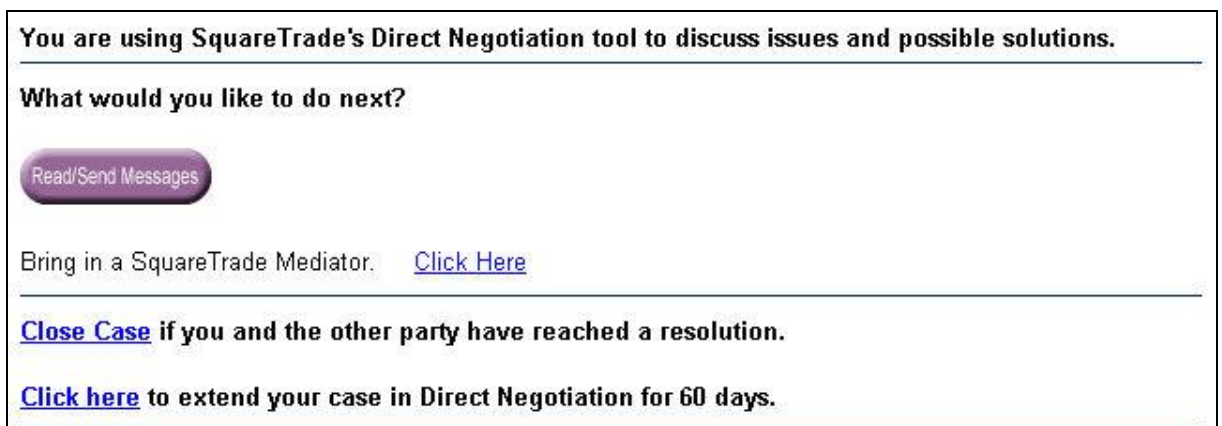 You are using SquareTrade's Direct Negotiation tool to discuss issues and possible solutions.
What would you like to do next?
Read/Send Messages
Bring in a SquareTrade Mediator. Click Here
Close Case if you and the other party have reached a resolution.
Click here to extend your case in Direct Negotiation for 60 days.